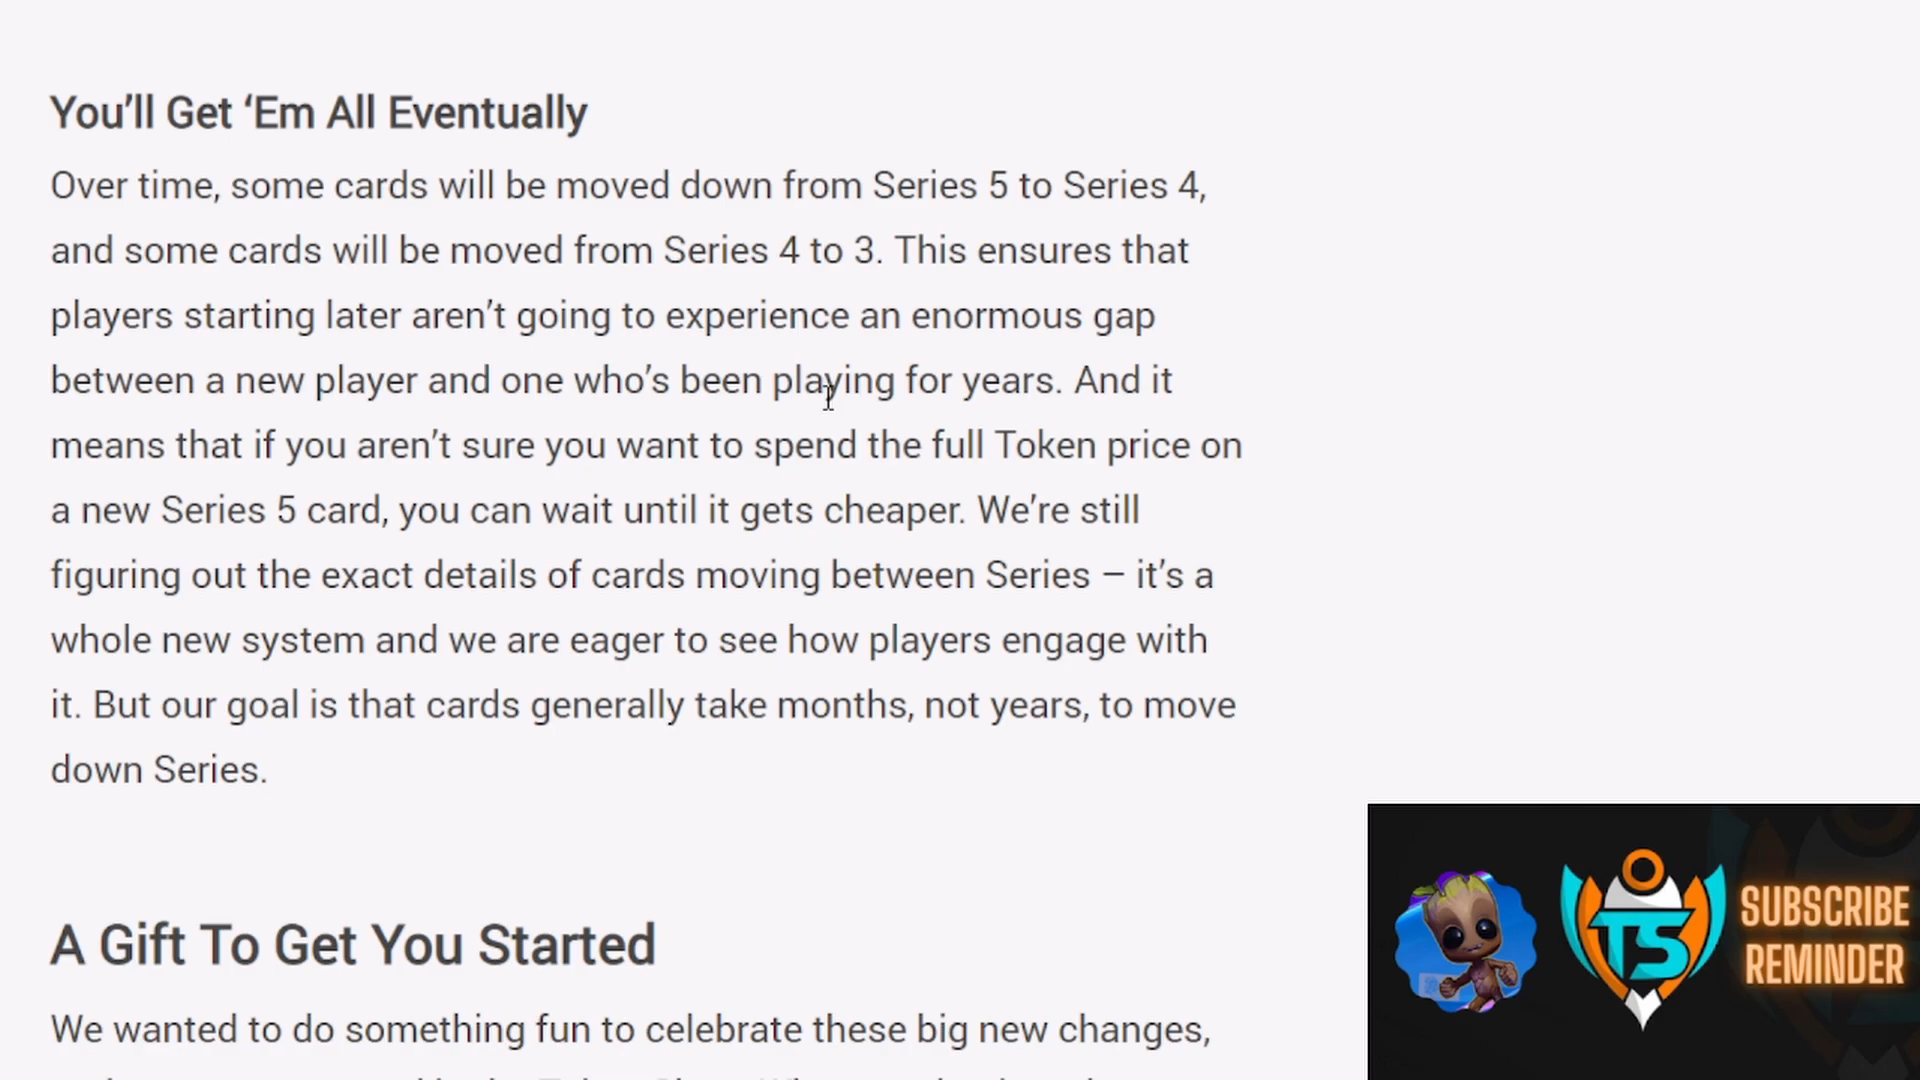 You’ll Get ‘Em All Eventually
Over time, some cards will be moved down from Series 5 to Series 4,
and some cards will be moved from Series 4 to 3. This ensures that
players starting later aren’t going to experience an enormous gap
between a new player and one who’s been playing for years. And it
means that if you aren’t sure you want to spend the full Token price on
a new Series 5 card, you can wait until it gets cheaper. We’re still
figuring out the exact details of cards moving between Series – it’s a
whole new system and we are eager to see how players engage with
it. But our goal is that cards generally take months, not years, to move
down Series.
A Gift To Get You Started
We wanted to do something fun to celebrate these big new changes,
TS
SUBSCRIBE
REMINDER